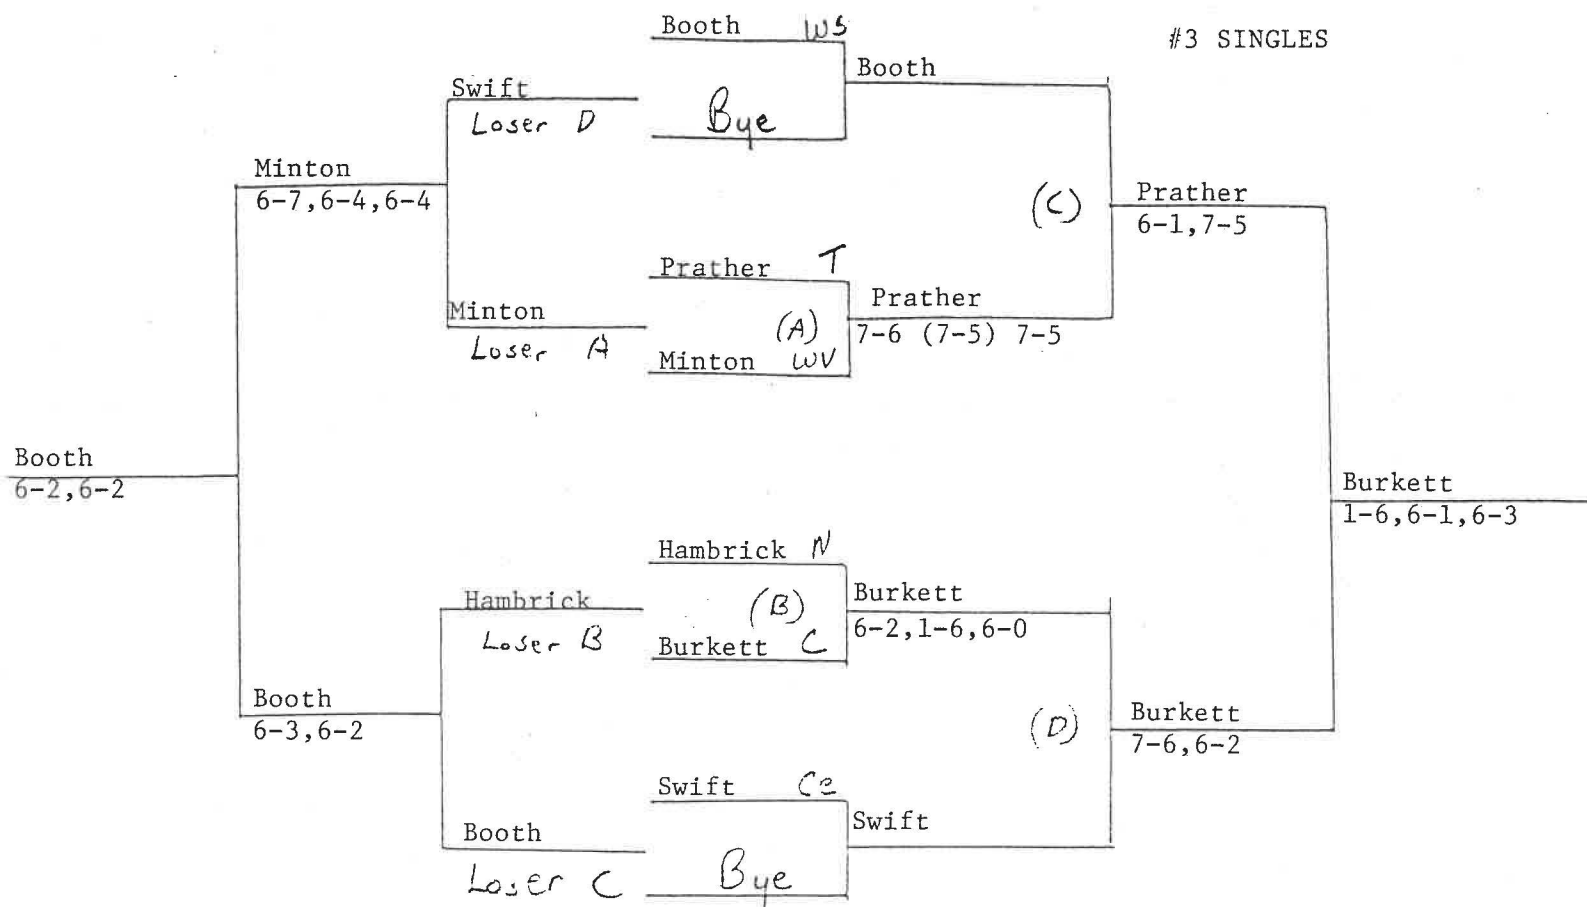 #3 SINGLES
Booth WS
Bye
Booth
Swift
Loser D
Minton
6-7,6-4,6-4
(C)
Prather
6-1,7-5
Prather T
(A)
Minton WV
Prather
7-6 (7-5) 7-5
Minton
Loser A
Booth
6-2,6-2
Burkett
1-6,6-1,6-3
Hambrick N
(B)
Burkett C
Burkett
6-2,1-6,6-0
Hambrick
Loser B
Booth
6-3,6-2
(D)
Burkett
7-6,6-2
Swift Ce
Bye
Swift
Booth
Loser C